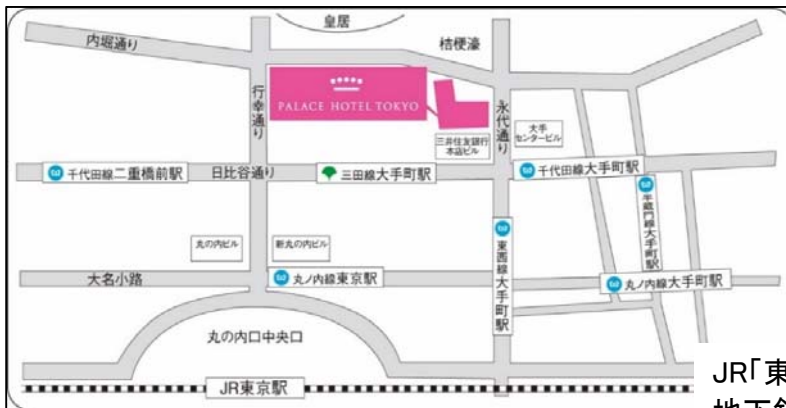 皇居
内堀通り
桔梗濠
行幸通り
PALACE HOTEL TOKYO
永代通り
三井住友銀行
本店ビル
大手
センタービル
千代田線二重橋前駅
日比谷通り
三田線大手町駅
千代田線大手町駅
半蔵門線大手町駅
丸の内ビル
新丸の内ビル
東西線大手町駅
大名小路
丸ノ内線東京駅
丸ノ内線大手町駅
丸の内口中央口
JR東京駅
JR「東